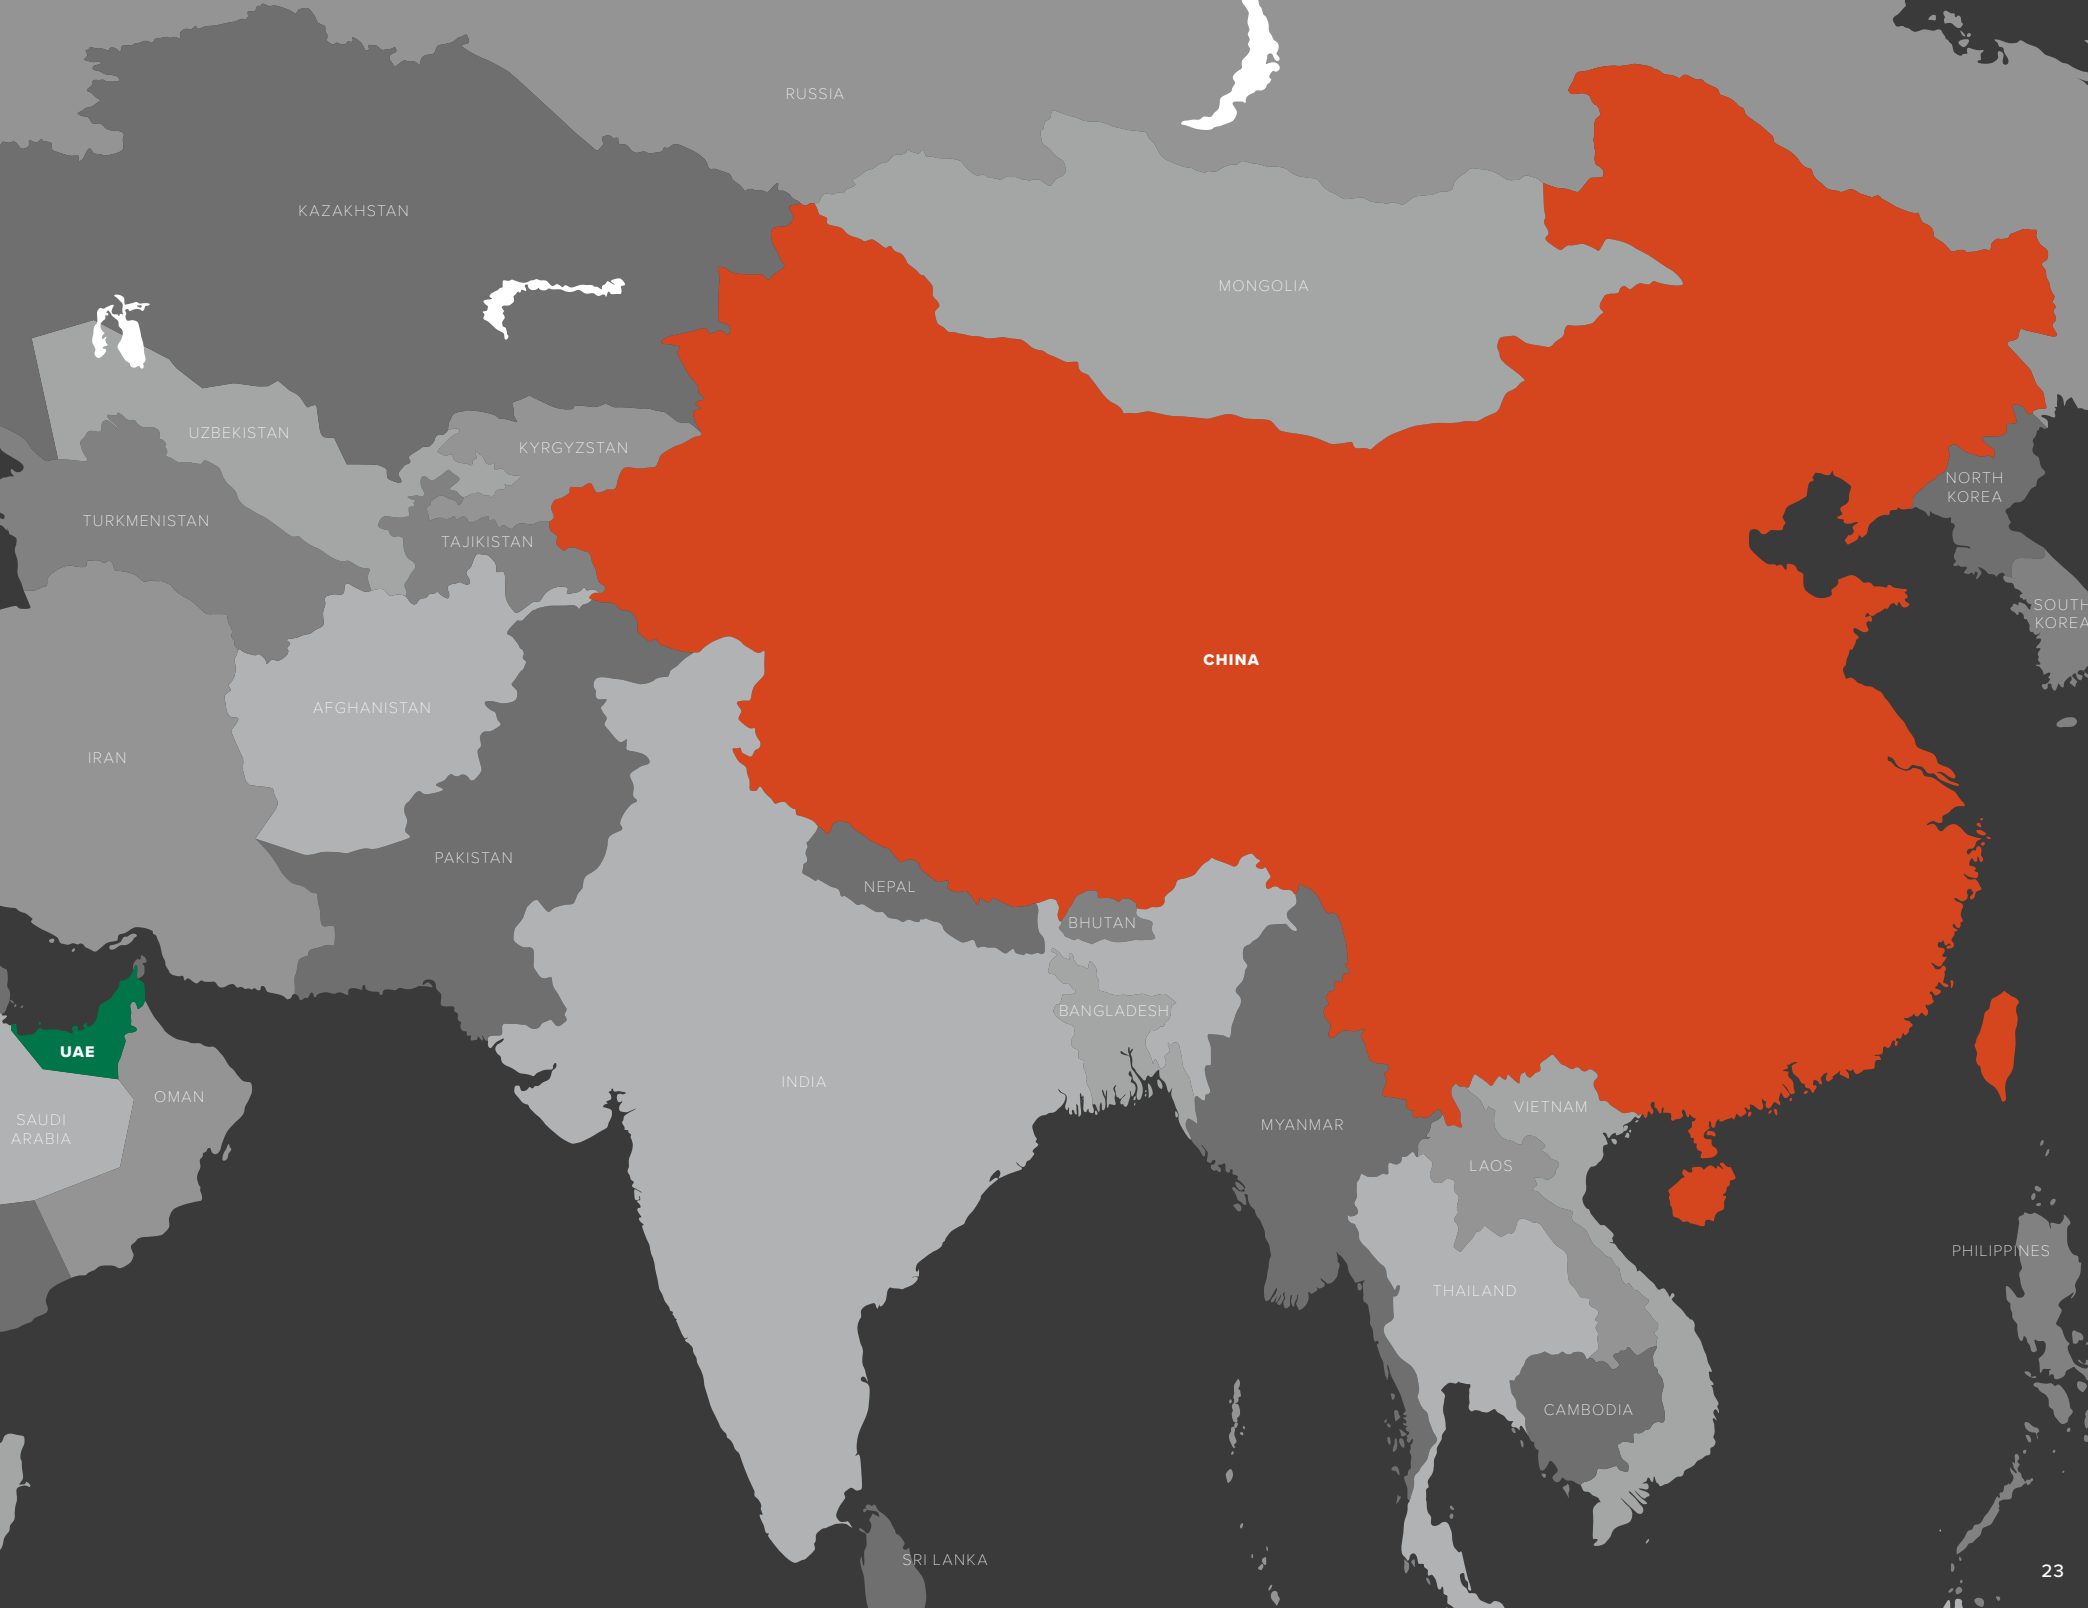 RUSSIA
KAZAKHSTAN
MONGOLIA
UZBEKISTAN
KYRGYZSTAN
NORTH
KOREA
TURKMENISTAN
TAJIKISTAN
SOUTH
KOREA
CHINA
AFGHANISTAN
IRAN
PAKISTAN
NEPAL
BHUTAN
BANGLADESH
UAE
INDIA
OMAN
VIETNAM
SAUDI
ARABIA
MYANMAR
LAOS
PHILIPPINES
THAILAND
CAMBODIA
SRI LANKA
23